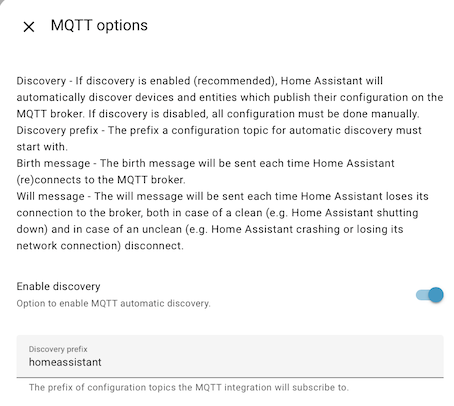 MQTT options
Discovery - If discovery is enabled (recommended), Home Assistant will
automatically discover devices and entities which publish their configuration on the
MQTT broker. If discovery is disabled, all configuration must be done manually.
Discovery prefix - The prefix a configuration topic for automatic discovery must
start with.
Birth message - The birth message will be sent each time Home Assistant
(re)connects to the MQTT broker.
Will message - The will message will be sent each time Home Assistant loses its
connection to the broker, both in case of a clean (e.g. Home Assistant shutting
down) and in case of an unclean (e.g. Home Assistant crashing or losing its
network connection) disconnect.
Enable discovery
Option to enable MQTT automatic discovery.
Discovery prefix
homeassistant
The prefix of configuration topics the MQTT integration will subscribe to.